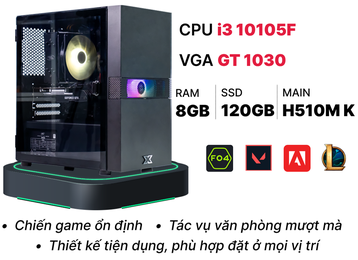 CPU i3 10105F
VGA GT 1030
RAM SSD MAIN
8GB 120GB H510M K
FO4
• Chiến game ổn định • Tác vụ văn phòng mượt mà
• Thiết kế tiện dụng, phù hợp đặt ở mọi vị trí